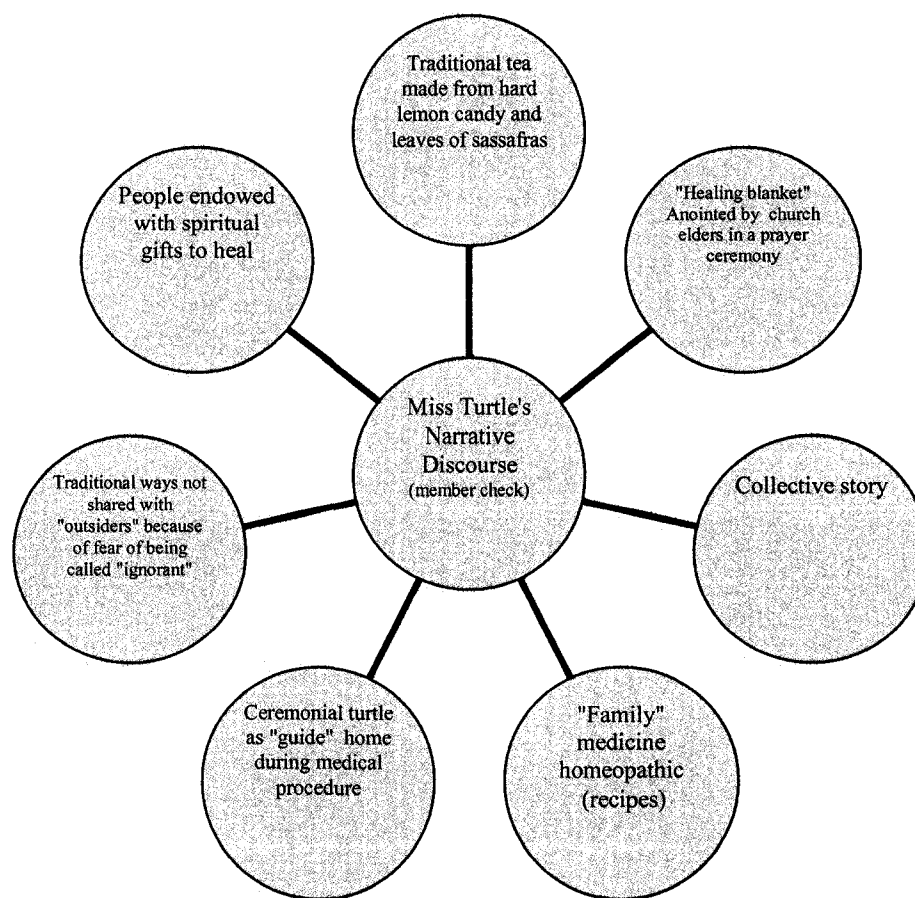 Traditional tea
made from hard
lemon candy and
leaves of sassafras
People endowed
with spiritual
gifts to heal
"Healing blanket"
Anointed by church
elders in a prayer
ceremony
Miss Turtle's
Narrative
Discourse
(member check)
Traditional ways not
shared with
"outsiders" because
of fear of being
called "ignorant"
Collective story
Ceremonial turtle
as "guide" home
during medical
procedure
"Family"
medicine
homeopathic
(recipes)